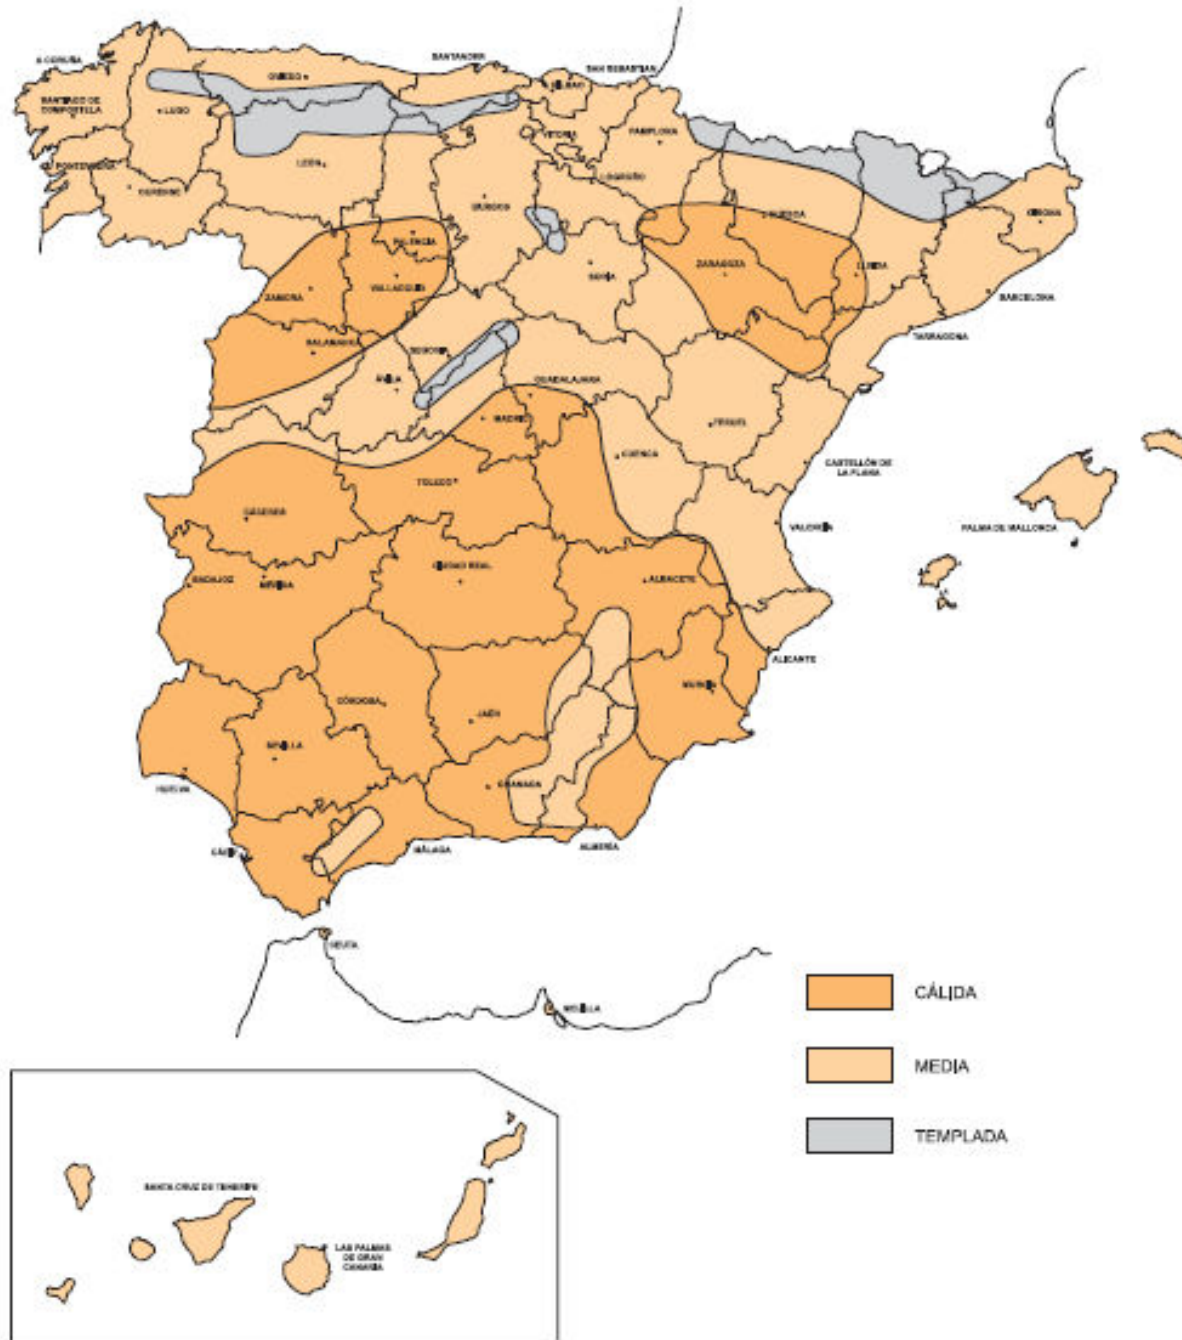 A CORUÑA
SANTANDER
SAN SEBASTIAN
OVIEDO
BILBAO
SANTIAGO DE
COMPOSTELA
LUGO
VITORIA
PAMPLONA
PONTEVEDRA
LEÓN
LOGROÑO
OURENSE
BURGOS
HUESCA
GIRONA
PALENCIA
ZARAGOZA
LLEIDA
SORIA
ZAMORA
VALLADOLID
BARCELONA
TARRAGONA
SALAMANCA
SEGOVIA
ÁVILA
GUADALAJARA
MADRID
TERUEL
CUENCA
CASTELLÓN DE
LA PLANA
TOLEDO
CÁCERES
VALENCIA
PALMA DE MALLORCA
BADAJOZ
MÉRIDA
CIUDAD REAL
ALBACETE
ALICANTE
MURCIA
CÓRDOBA
JAÉN
SEVILLA
HUELVA
GRANADA
CÁDIZ
MÁLAGA
ALMERÍA
CEUTA
MELILLA
CÁLIDA
MEDIA
TEMPLADA
SANTA CRUZ DE TENERIFE
LAS PALMAS
DE GRAN
CANARIA